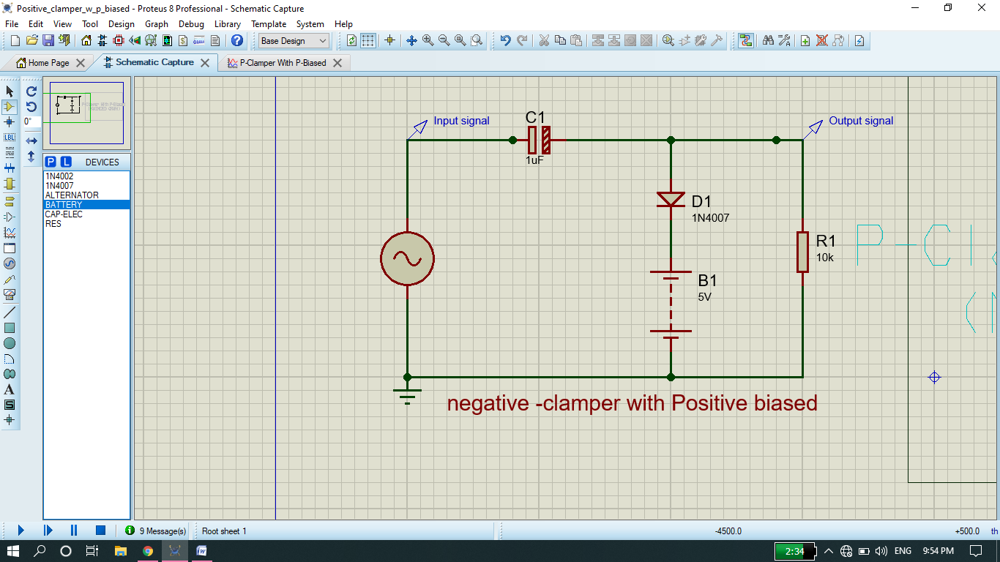 Positive_clamper_w_p_biased - Proteus 8 Professional - Schematic Capture
File Edit View Tool Design Graph Debug Library Template System Help
Base Design
Home Page Schematic Capture P-Clamper With P-Biased
0°
LBL
P L DEVICES
1N4002
1N4007
ALTERNATOR
BATTERY
CAP-ELEC
RES
A
S
Input signal
C1
1uF
Output signal
D1
1N4007
B1
5V
R1
10k
P-Cl
(N
negative -clamper with Positive biased
9 Message(s) Root sheet 1 -4500.0 +500.0 th
2:34 ENG 9:54 PM